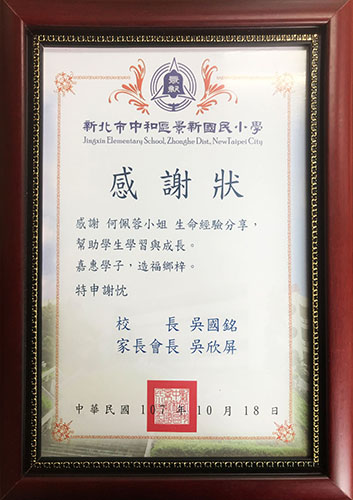 景新
新北市中和區景新國民小學
Jingxin Elementary School, Zhonghe Dist., New Taipei City
感謝狀
感謝 何佩蓉小姐 生命經驗分享，
幫助學生學習與成長。
嘉惠學子，造福鄉梓。
特申謝忱
校 長 吳國銘
家長會長 吳欣屏
中華民國 107 年 10 月 18 日